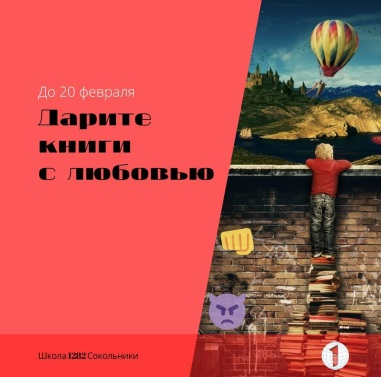 До 20 февраля
Дарите
книги
с любовью
Школа 1282 Сокольники
1